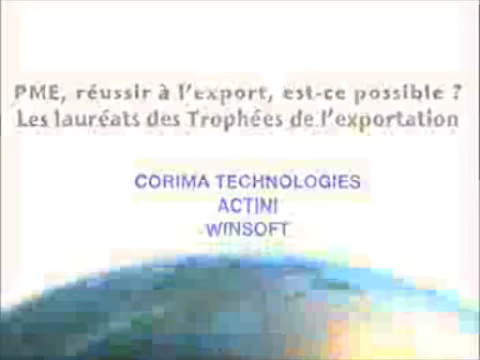 PME, réussir à l'export, est-ce possible ?
Les lauréats des Trophées de l'exportation
CORIMA TECHNOLOGIES
ACTINI
WINSOFT